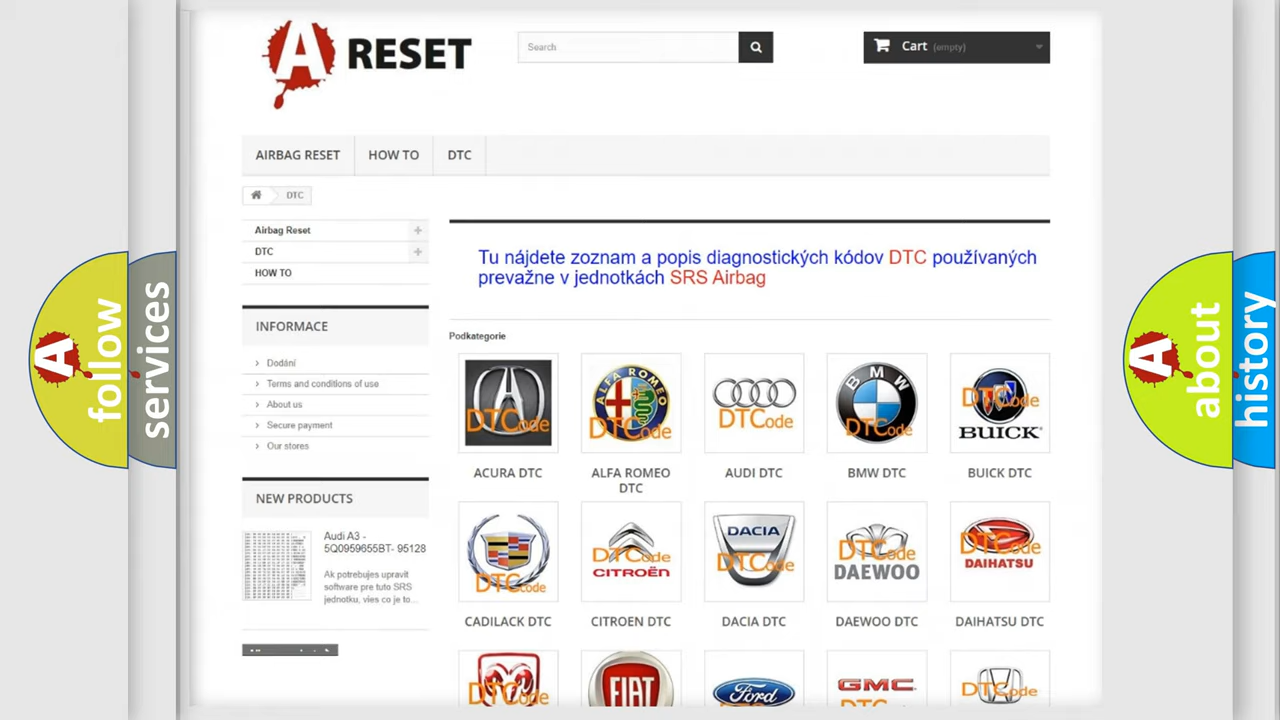 A RESET
Search
Cart (empty)
AIRBAG RESET
HOW TO
DTC
DTC
Airbag Reset
DTC
HOW TO
Tu nájdete zoznam a popis diagnostických kódov DTC používaných
prevažne v jednotkách SRS Airbag
INFORMACE
Podkategorie
Dodání
Terms and conditions of use
About us
Secure payment
Our stores
DTCode
ALFA ROMEO
DTCode
DTCode
BMW
DTCode
DTCode
BUICK
ACURA DTC
ALFA ROMEO
DTC
AUDI DTC
BMW DTC
BUICK DTC
NEW PRODUCTS
Audi A3 -
5Q0959655BT- 95128
Ak potrebujes upravit
software pre tuto SRS
jednotku, vies co je to...
DTCode
DTCode
CITROËN
DACIA
DTCode
DTCode
DAEWOO
DTCode
DAIHATSU
CADILACK DTC
CITROEN DTC
DACIA DTC
DAEWOO DTC
DAIHATSU DTC
DTCode
FIAT
Ford
GMC
DTCode
A
follow
services
A
about
history